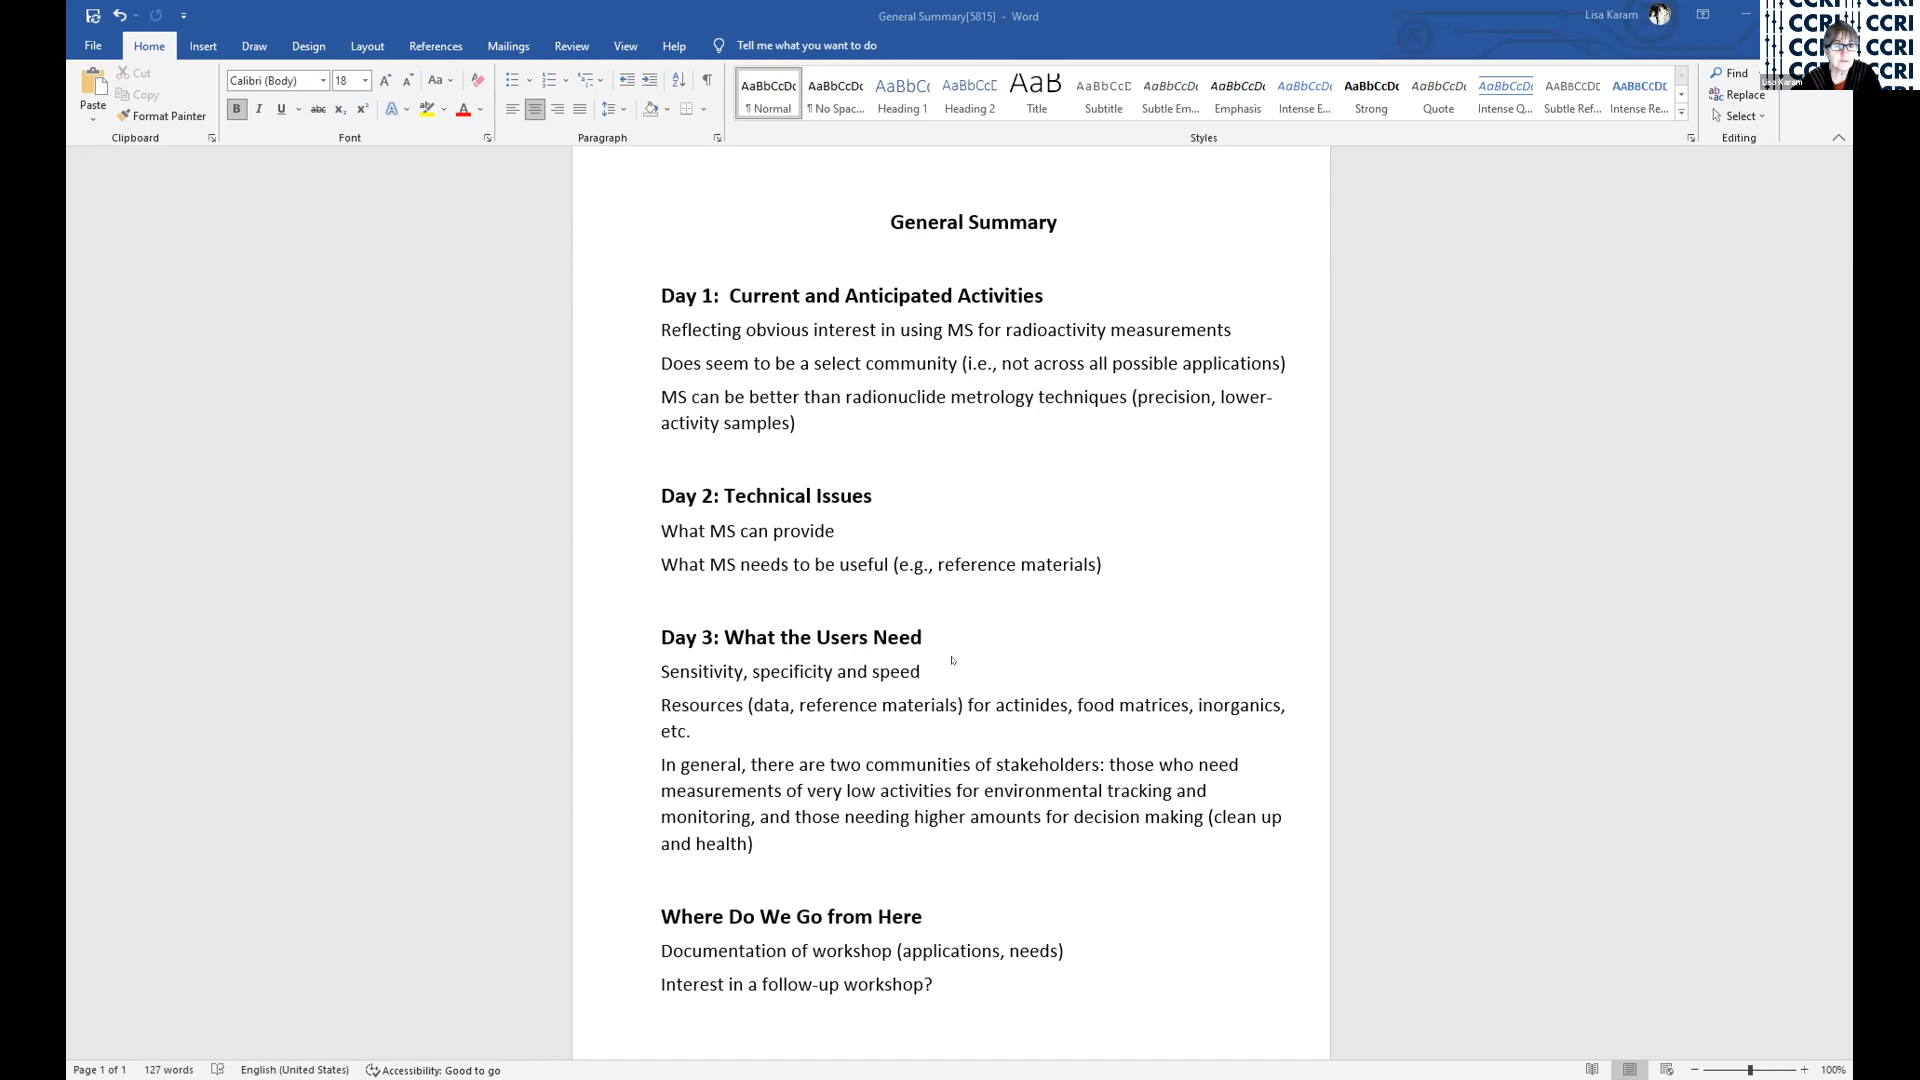 General Summary[5815] - Word
Lisa Karam
File Home Insert Draw Design Layout References Mailings Review View Help Tell me what you want to do
Paste
Cut
Copy
Format Painter
Clipboard
Calibri (Body) 18
Font
Paragraph
AaBbCcDc AaBbCcDc AaBbCc AaBbCcD AaB AaBbCcD AaBbCcDc AaBbCcDc AaBbCcDc AaBbCcDc AaBbCcDc AaBbCcDc AABBCCDD AABBCCDE
¶ Normal ¶ No Spac... Heading 1 Heading 2 Title Subtitle Subtle Em... Emphasis Intense E... Strong Quote Intense Q... Subtle Ref... Intense Re...
Styles
Find
Replace
Select
Editing
CCRI
CCRI
CCRI
Lisa Karam
General Summary
Day 1:  Current and Anticipated Activities
Reflecting obvious interest in using MS for radioactivity measurements
Does seem to be a select community (i.e., not across all possible applications)
MS can be better than radionuclide metrology techniques (precision, lower-
activity samples)
Day 2: Technical Issues
What MS can provide
What MS needs to be useful (e.g., reference materials)
Day 3: What the Users Need
Sensitivity, specificity and speed
Resources (data, reference materials) for actinides, food matrices, inorganics,
etc.
In general, there are two communities of stakeholders: those who need
measurements of very low activities for environmental tracking and
monitoring, and those needing higher amounts for decision making (clean up
and health)
Where Do We Go from Here
Documentation of workshop (applications, needs)
Interest in a follow-up workshop?
Page 1 of 1 127 words English (United States) Accessibility: Good to go 100%